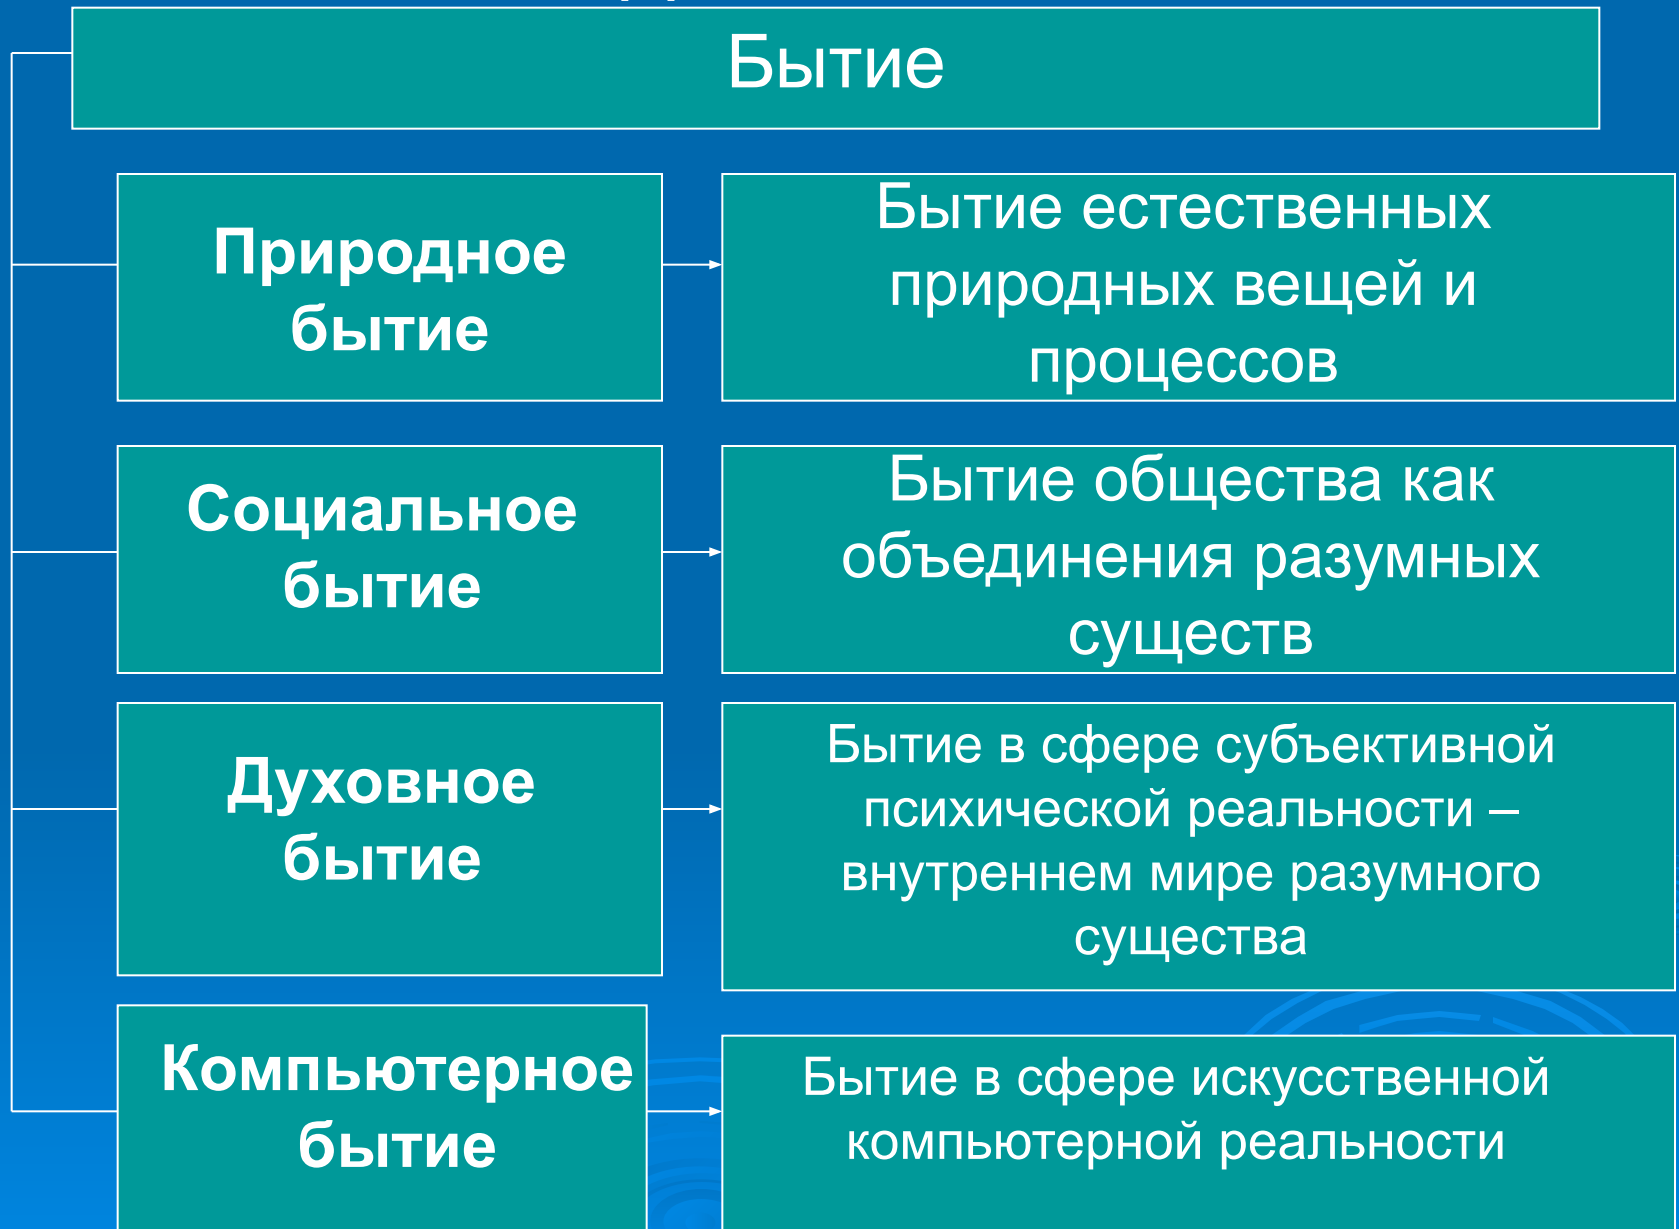 Бытие
Природное
бытие
Бытие естественных
природных вещей и
процессов
Социальное
бытие
Бытие общества как
объединения разумных
существ
Духовное
бытие
Бытие в сфере субъективной
психической реальности –
внутреннем мире разумного
существа
Компьютерное
бытие
Бытие в сфере искусственной
компьютерной реальности